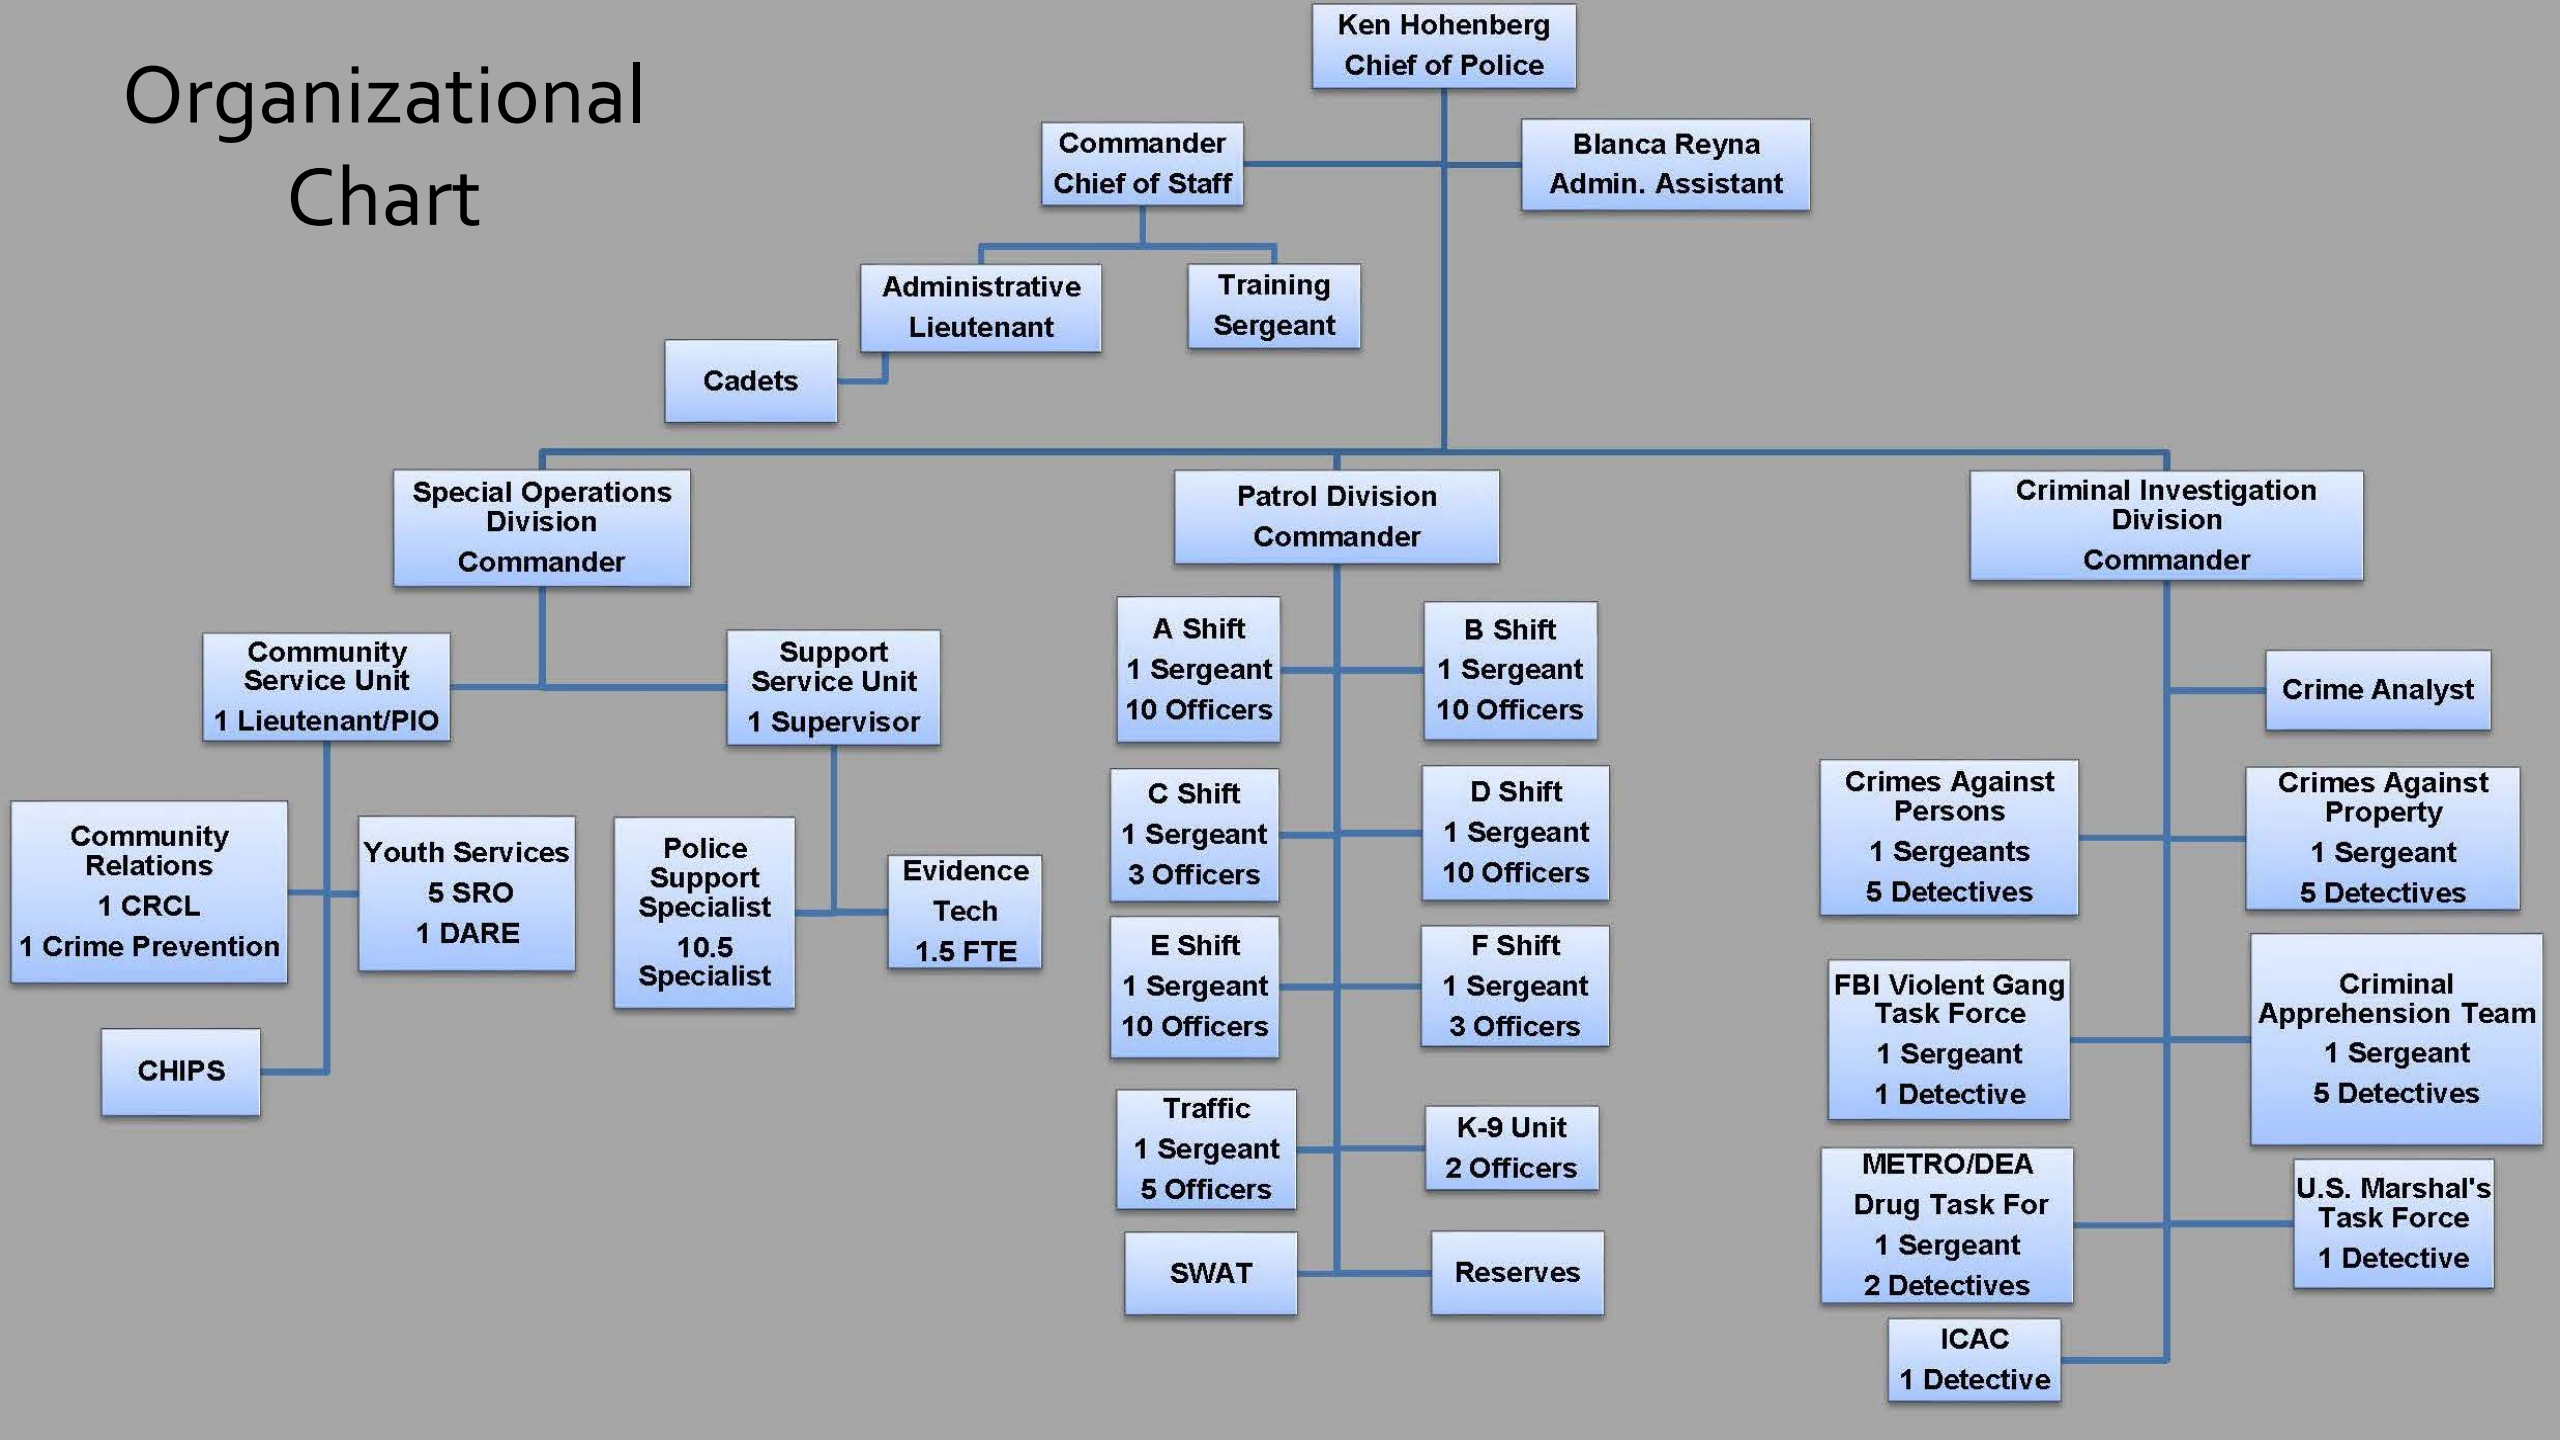 Organizational
Chart
Ken Hohenberg
Chief of Police
Commander
Chief of Staff
Blanca Reyna
Admin. Assistant
Administrative
Lieutenant
Training
Sergeant
Cadets
Special Operations
Division
Commander
Patrol Division
Commander
Criminal Investigation
Division
Commander
Community
Service Unit
1 Lieutenant/PIO
Support
Service Unit
1 Supervisor
Community
Relations
1 CRCL
1 Crime Prevention
Youth Services
5 SRO
1 DARE
CHIPS
Police
Support
Specialist
10.5
Specialist
Evidence
Tech
1.5 FTE
A Shift
1 Sergeant
10 Officers
B Shift
1 Sergeant
10 Officers
C Shift
1 Sergeant
3 Officers
D Shift
1 Sergeant
10 Officers
E Shift
1 Sergeant
10 Officers
F Shift
1 Sergeant
3 Officers
Traffic
1 Sergeant
5 Officers
K-9 Unit
2 Officers
SWAT
Reserves
Crime Analyst
Crimes Against
Persons
1 Sergeants
5 Detectives
Crimes Against
Property
1 Sergeant
5 Detectives
FBI Violent Gang
Task Force
1 Sergeant
1 Detective
Criminal
Apprehension Team
1 Sergeant
5 Detectives
METRO/DEA
Drug Task For
1 Sergeant
2 Detectives
U.S. Marshal's
Task Force
1 Detective
ICAC
1 Detective